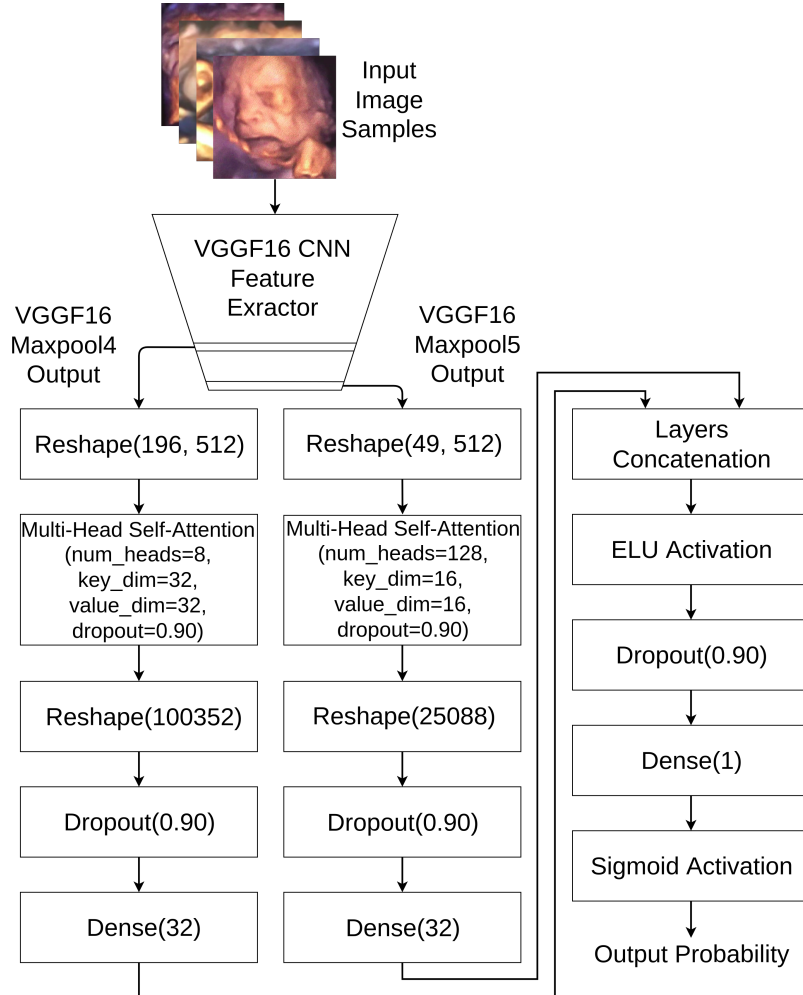 Input
Image
Samples
VGGF16 CNN
Feature
Exractor
VGGF16
Maxpool4
Output
VGGF16
Maxpool5
Output
Reshape(196, 512)
Multi-Head Self-Attention
(num_heads=8,
key_dim=32,
value_dim=32,
dropout=0.90)
Reshape(100352)
Dropout(0.90)
Dense(32)
Reshape(49, 512)
Multi-Head Self-Attention
(num_heads=128,
key_dim=16,
value_dim=16,
dropout=0.90)
Reshape(25088)
Dropout(0.90)
Dense(32)
Layers
Concatenation
ELU Activation
Dropout(0.90)
Dense(1)
Sigmoid Activation
Output Probability